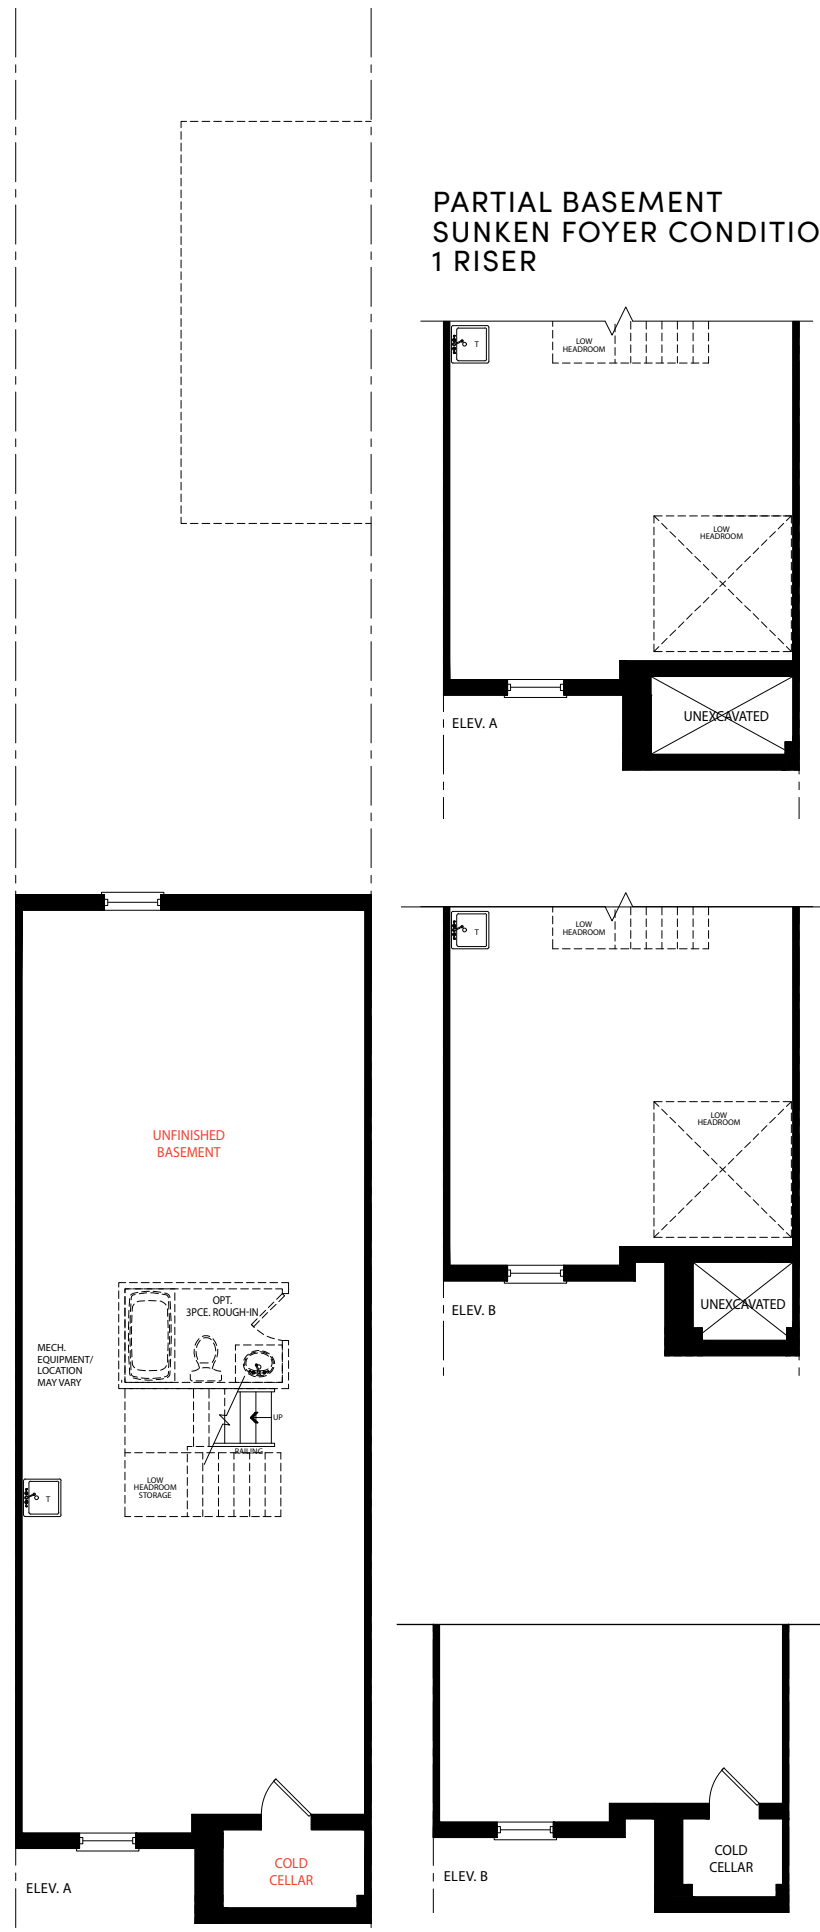 PARTIAL BASEMENT
SUNKEN FOYER CONDITIO
1 RISER
T
LOW
HEADROOM
LOW
HEADROOM
UNEXCAVATED
ELEV. A
T
LOW
HEADROOM
LOW
HEADROOM
UNEXCAVATED
ELEV. B
UNFINISHED
BASEMENT
OPT.
3PCE. ROUGH-IN
MECH.
EQUIPMENT/
LOCATION
MAY VARY
UP
RAILING
LOW
HEADROOM
STORAGE
T
COLD
CELLAR
ELEV. A
COLD
CELLAR
ELEV. B